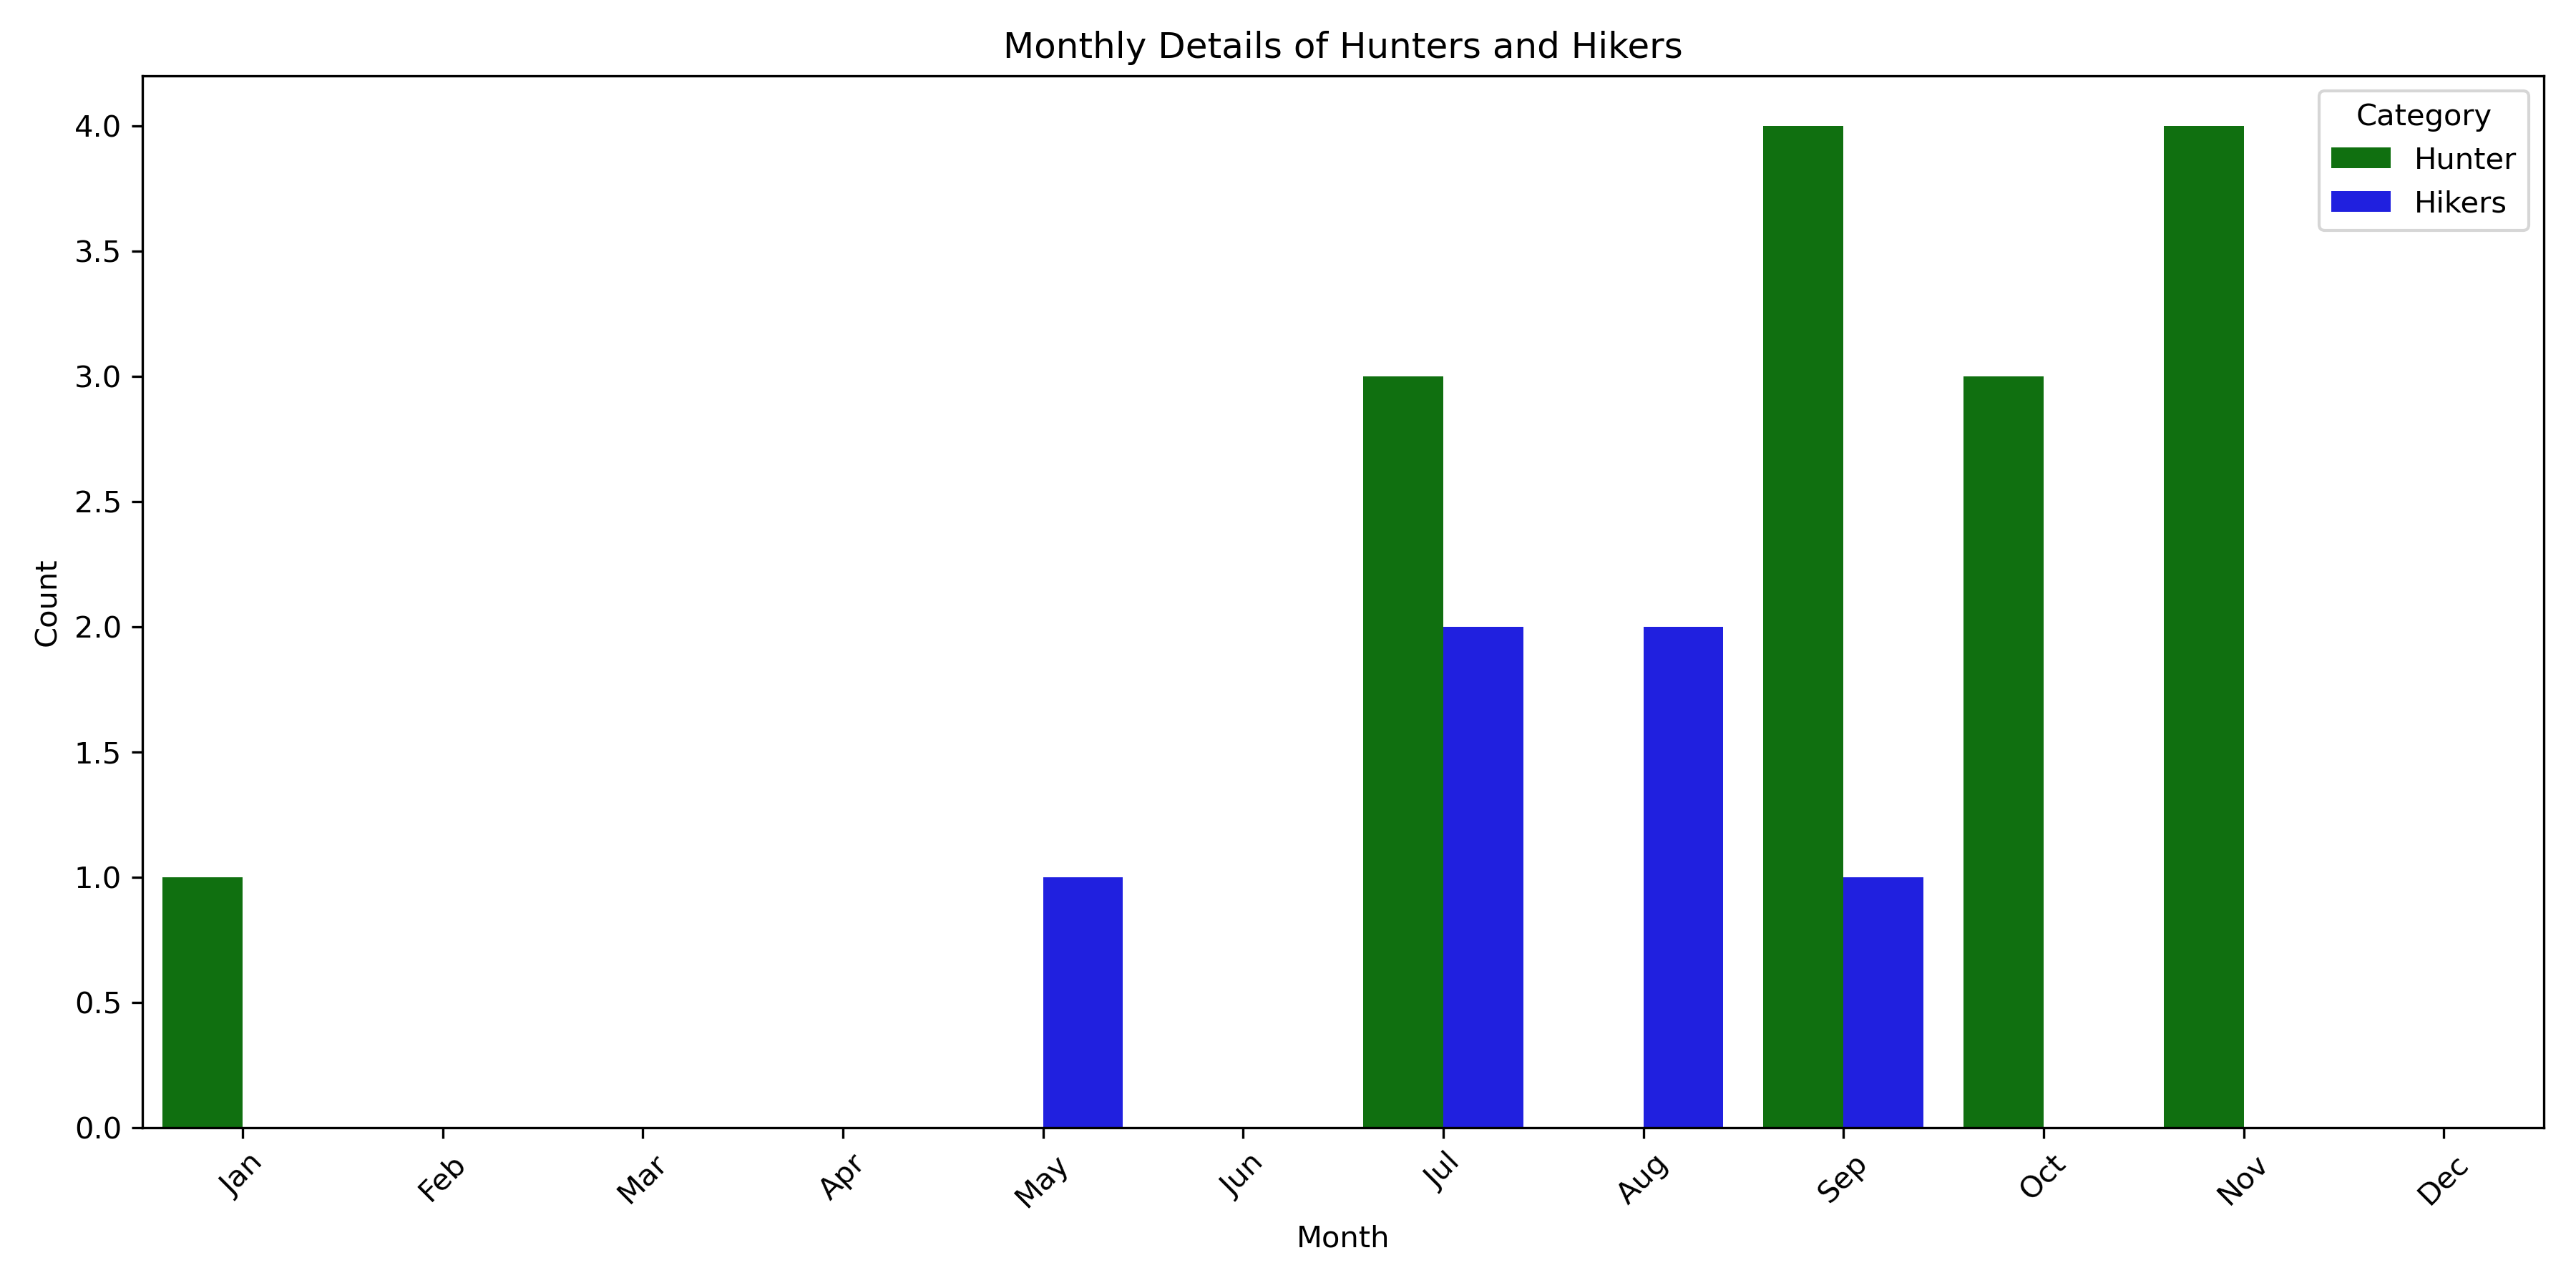 Monthly Details of Hunters and Hikers
Category
Hunter
Hikers
4.0
3.5
3.0
2.5
2.0
1.5
1.0
0.5
0.0
Count
Jan Feb Mar Apr May Jun Jul Aug Sep Oct Nov Dec
Month